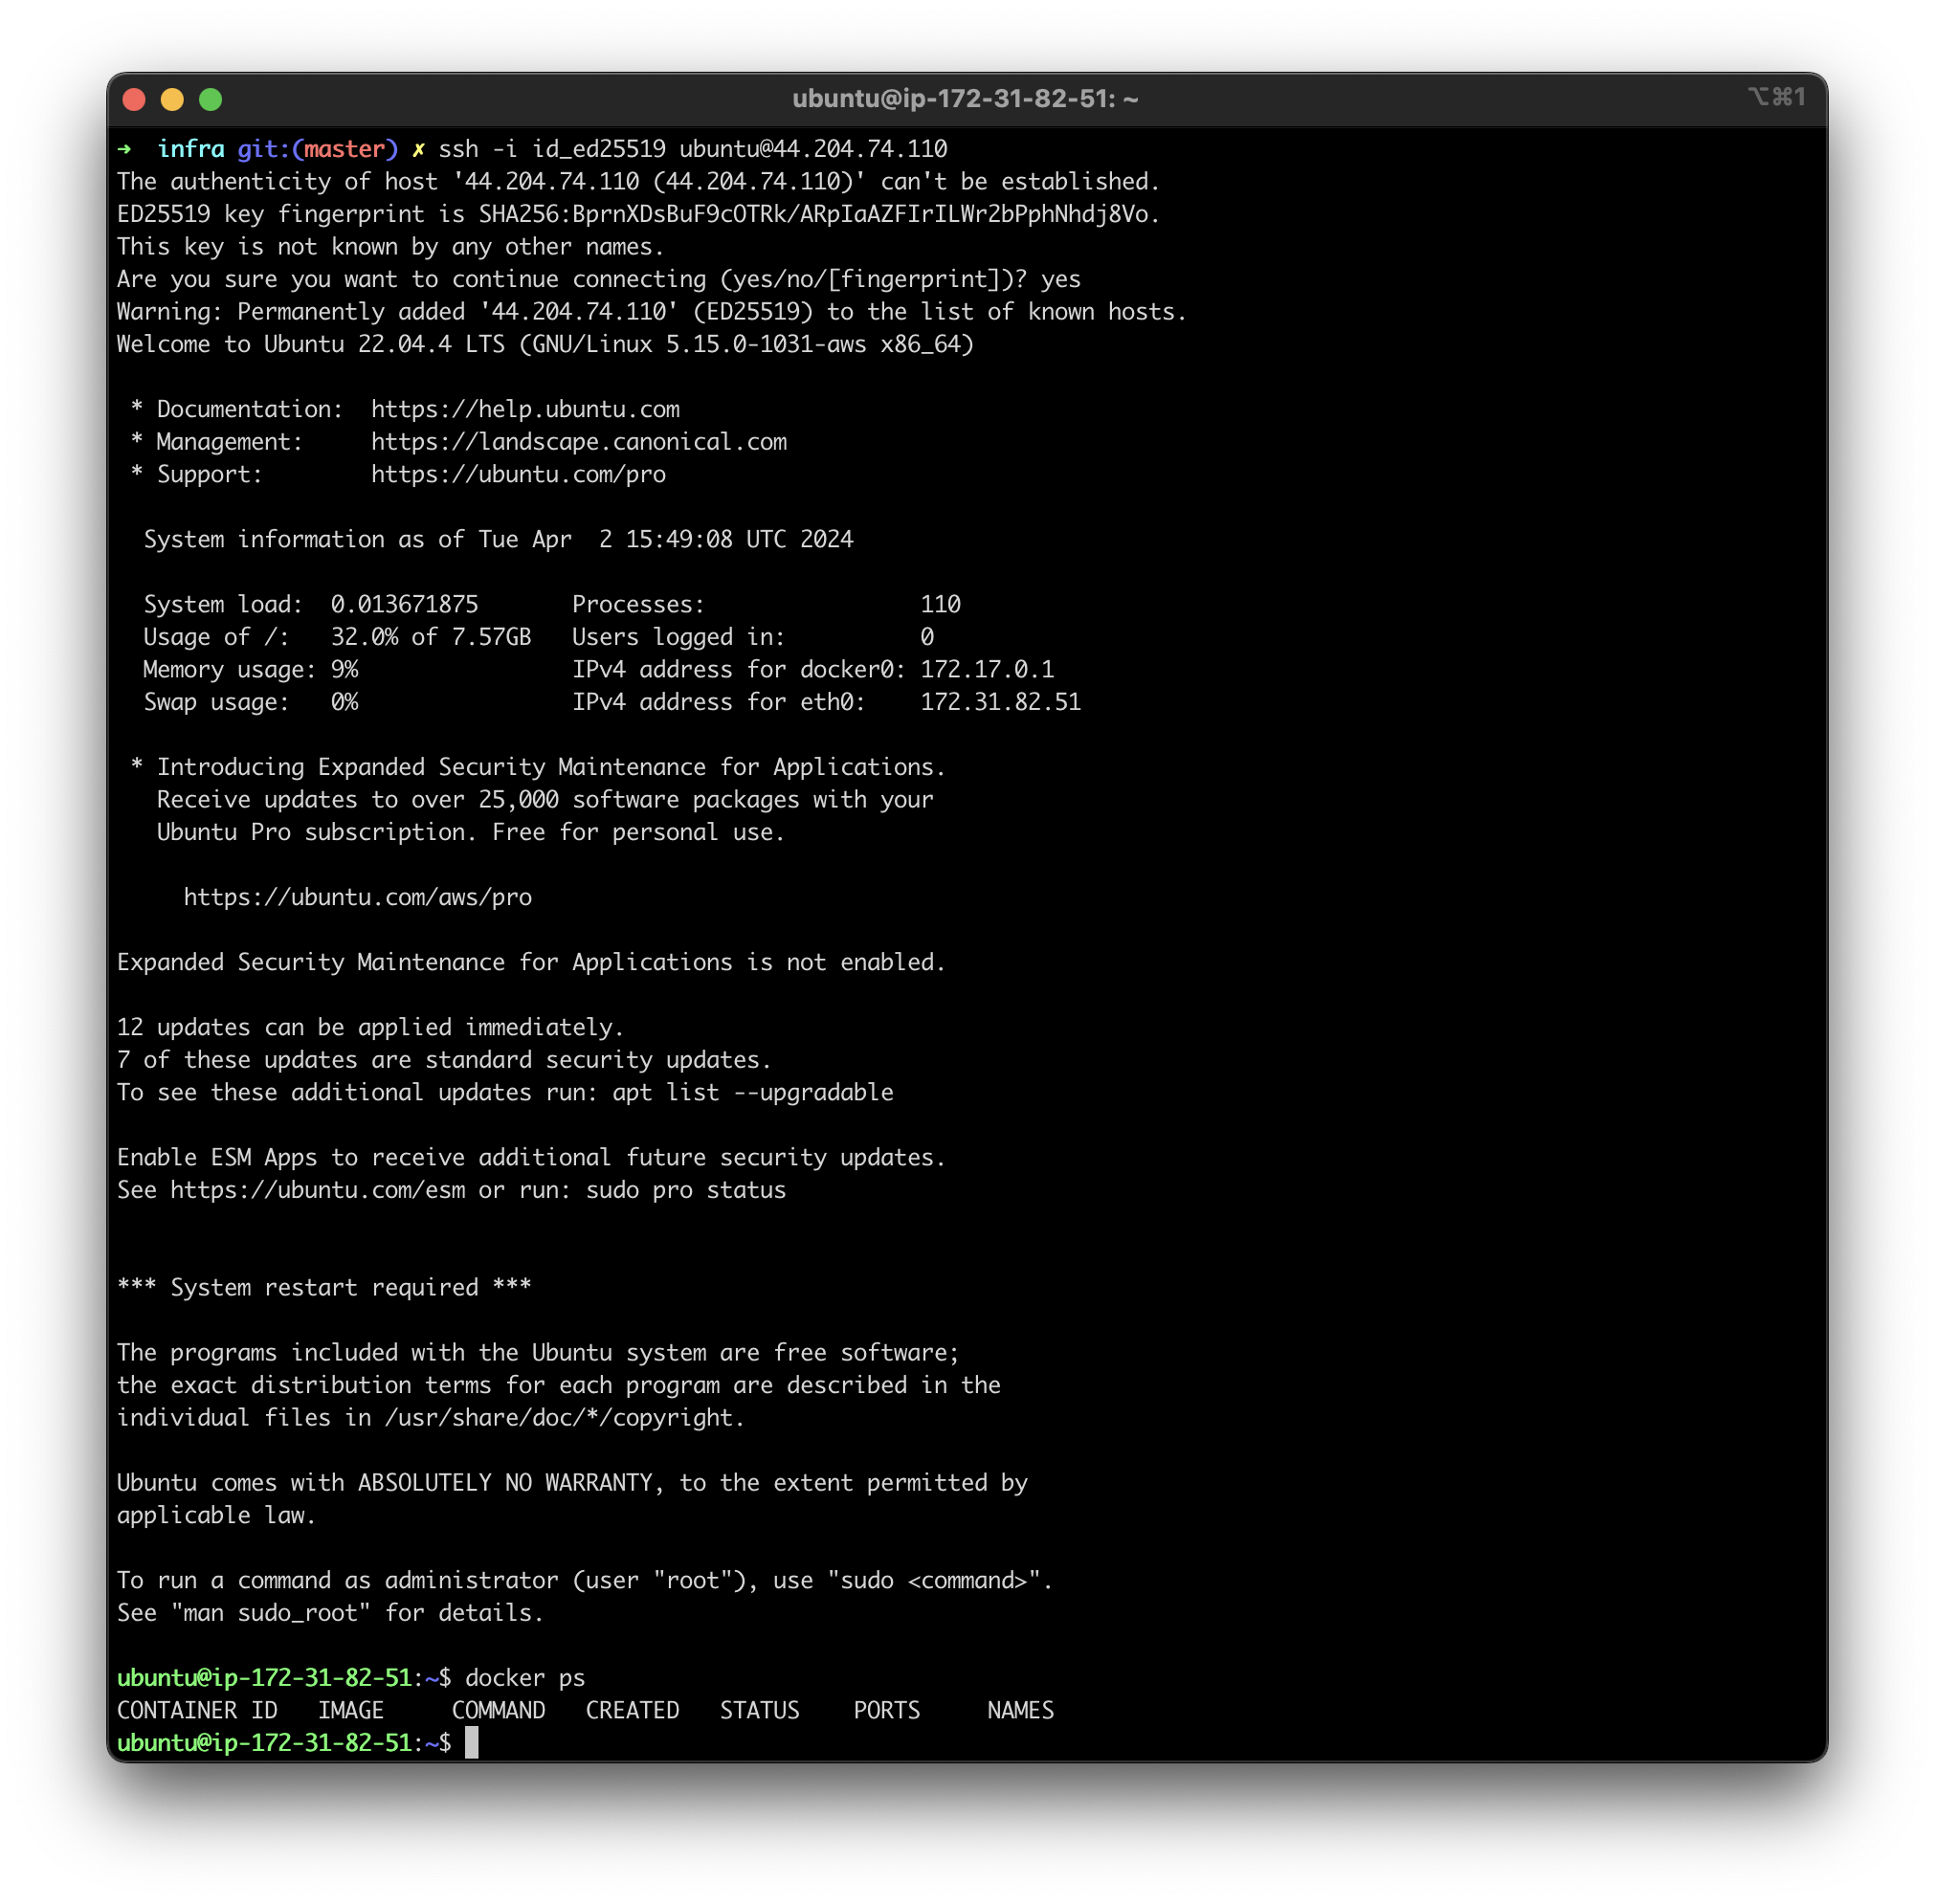 ubuntu@ip-172-31-82-51: ~
⌥⌘1
➜  infra git:(master) ✗ ssh -i id_ed25519 ubuntu@44.204.74.110
The authenticity of host '44.204.74.110 (44.204.74.110)' can't be established.
ED25519 key fingerprint is SHA256:BprnXDsBuF9cOTRk/ARpIaAZFIrILWr2bPphNhdj8Vo.
This key is not known by any other names.
Are you sure you want to continue connecting (yes/no/[fingerprint])? yes
Warning: Permanently added '44.204.74.110' (ED25519) to the list of known hosts.
Welcome to Ubuntu 22.04.4 LTS (GNU/Linux 5.15.0-1031-aws x86_64)

 * Documentation:  https://help.ubuntu.com
 * Management:     https://landscape.canonical.com
 * Support:        https://ubuntu.com/pro

  System information as of Tue Apr  2 15:49:08 UTC 2024

  System load:  0.013671875       Processes:                110
  Usage of /:   32.0% of 7.57GB   Users logged in:          0
  Memory usage: 9%                IPv4 address for docker0: 172.17.0.1
  Swap usage:   0%                IPv4 address for eth0:    172.31.82.51

 * Introducing Expanded Security Maintenance for Applications.
   Receive updates to over 25,000 software packages with your
   Ubuntu Pro subscription. Free for personal use.

     https://ubuntu.com/aws/pro

Expanded Security Maintenance for Applications is not enabled.

12 updates can be applied immediately.
7 of these updates are standard security updates.
To see these additional updates run: apt list --upgradable

Enable ESM Apps to receive additional future security updates.
See https://ubuntu.com/esm or run: sudo pro status


*** System restart required ***

The programs included with the Ubuntu system are free software;
the exact distribution terms for each program are described in the
individual files in /usr/share/doc/*/copyright.

Ubuntu comes with ABSOLUTELY NO WARRANTY, to the extent permitted by
applicable law.

To run a command as administrator (user "root"), use "sudo <command>".
See "man sudo_root" for details.

ubuntu@ip-172-31-82-51:~$ docker ps
CONTAINER ID   IMAGE     COMMAND   CREATED   STATUS    PORTS     NAMES
ubuntu@ip-172-31-82-51:~$